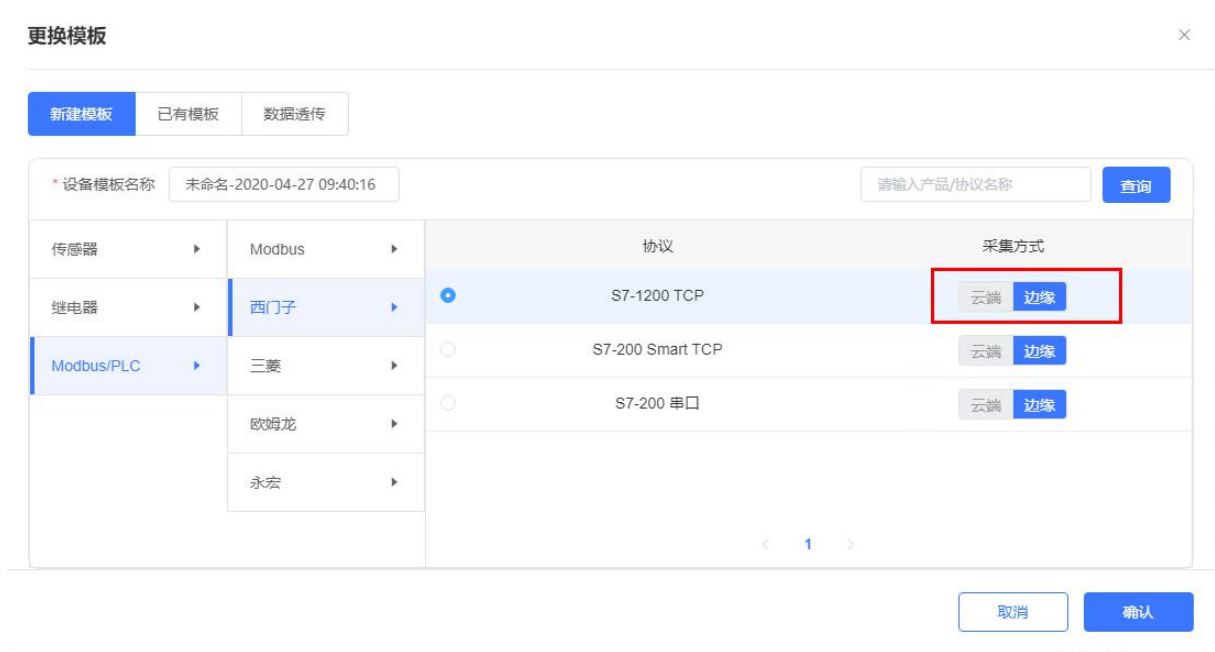 更换模板
新建模板 已有模板 数据透传
* 设备模板名称 未命名-2020-04-27 09:40:16 请输入产品/协议名称 查询
传感器 Modbus 协议 采集方式
继电器 西门子 S7-1200 TCP 云端 边缘
Modbus/PLC 三菱 S7-200 Smart TCP 云端 边缘
欧姆龙 S7-200 串口 云端 边缘
永宏
1
取消 确认